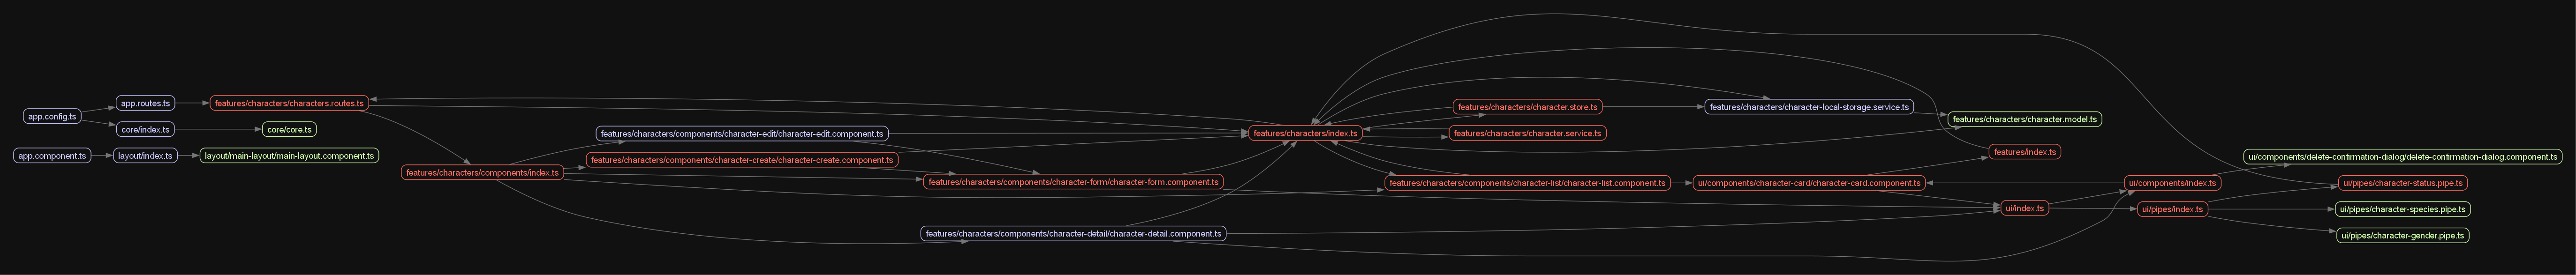 app.config.ts
app.component.ts
app.routes.ts
core/index.ts
layout/index.ts
features/characters/characters.routes.ts
core/core.ts
layout/main-layout/main-layout.component.ts
features/characters/components/index.ts
features/characters/components/character-edit/character-edit.component.ts
features/characters/components/character-create/character-create.component.ts
features/characters/components/character-form/character-form.component.ts
features/characters/components/character-detail/character-detail.component.ts
features/characters/index.ts
features/characters/character.store.ts
features/characters/character.service.ts
features/characters/components/character-list/character-list.component.ts
features/characters/character-local-storage.service.ts
ui/components/character-card/character-card.component.ts
features/characters/character.model.ts
features/index.ts
ui/index.ts
ui/components/index.ts
ui/pipes/index.ts
ui/components/delete-confirmation-dialog/delete-confirmation-dialog.component.ts
ui/pipes/character-status.pipe.ts
ui/pipes/character-species.pipe.ts
ui/pipes/character-gender.pipe.ts